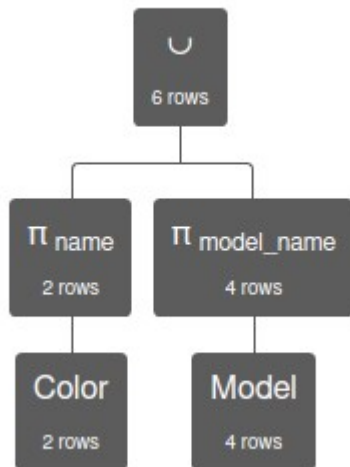 ∪
6 rows
π name
2 rows
π model_name
4 rows
Color
2 rows
Model
4 rows